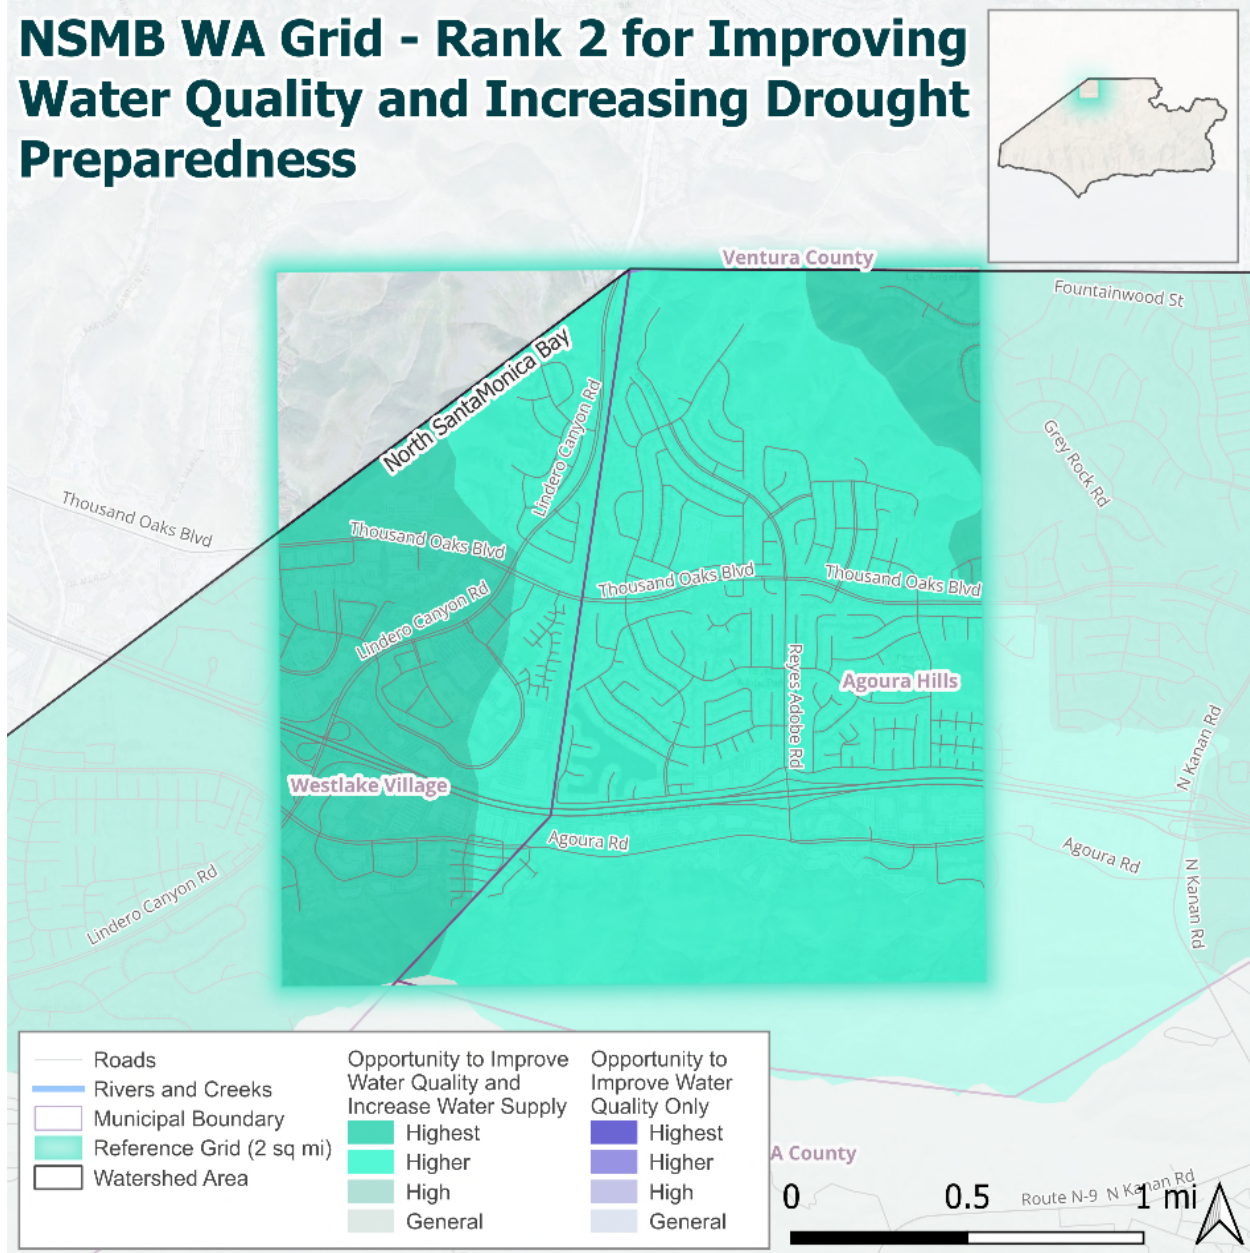 NSMB WA Grid - Rank 2 for Improving
Water Quality and Increasing Drought
Preparedness
Ventura County
Fountainwood St
North SantaMonica Bay
Lindero Canyon Rd
Grey Rock Rd
Thousand Oaks Blvd
Thousand Oaks Blvd
Thousand Oaks Blvd
Thousand Oaks Blvd
Lindero Canyon Rd
Reyes Adobe Rd
Agoura Hills
N Kanan Rd
Westlake Village
Agoura Rd
Agoura Rd
Lindero Canyon Rd
N Kanan Rd
Roads
Rivers and Creeks
Municipal Boundary
Reference Grid (2 sq mi)
Watershed Area
Opportunity to Improve
Water Quality and
Increase Water Supply
Highest
Higher
High
General
Opportunity to
Improve Water
Quality Only
Highest
Higher
High
General
A County
Route N-9 N Kanan Rd
0 0.5 1 mi